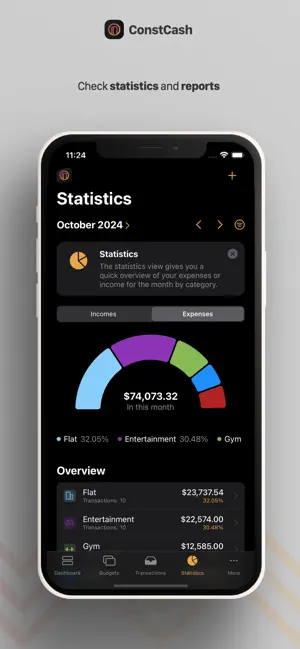 ConstCash
Check statistics and reports
11:24
Statistics
October 2024
Statistics
The statistics view gives you a
quick overview of your expenses or
income for the month by category.
Incomes Expenses
$74,073.32
In this month
Flat 32.05% Entertainment 30.48% Gym
Overview
Flat $23,737.54
Transactions: 10 32.05%
Entertainment $22,574.00
Transactions: 10 30.48%
Gym $12,585.00
Dashboard Budgets Transactions Statistics More